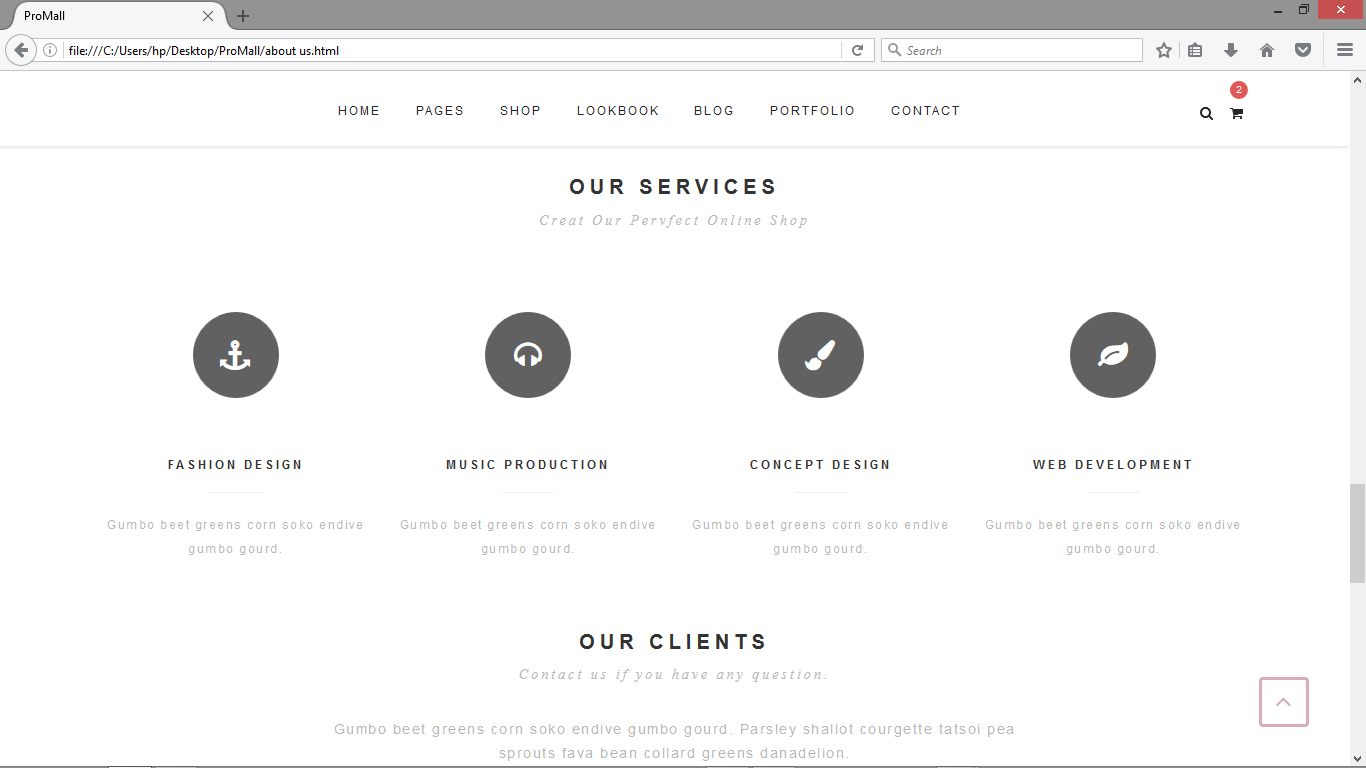 ProMall
file:///C:/Users/hp/Desktop/ProMall/about us.html
Search
2
HOME PAGES SHOP LOOKBOOK BLOG PORTFOLIO CONTACT
OUR SERVICES
Creat Our Pervfect Online Shop
FASHION DESIGN
Gumbo beet greens corn soko endive
gumbo gourd.
MUSIC PRODUCTION
Gumbo beet greens corn soko endive
gumbo gourd.
CONCEPT DESIGN
Gumbo beet greens corn soko endive
gumbo gourd.
WEB DEVELOPMENT
Gumbo beet greens corn soko endive
gumbo gourd.
OUR CLIENTS
Contact us if you have any question.
Gumbo beet greens corn soko endive gumbo gourd. Parsley shallot courgette tatsoi pea
sprouts fava bean collard greens danadelion.